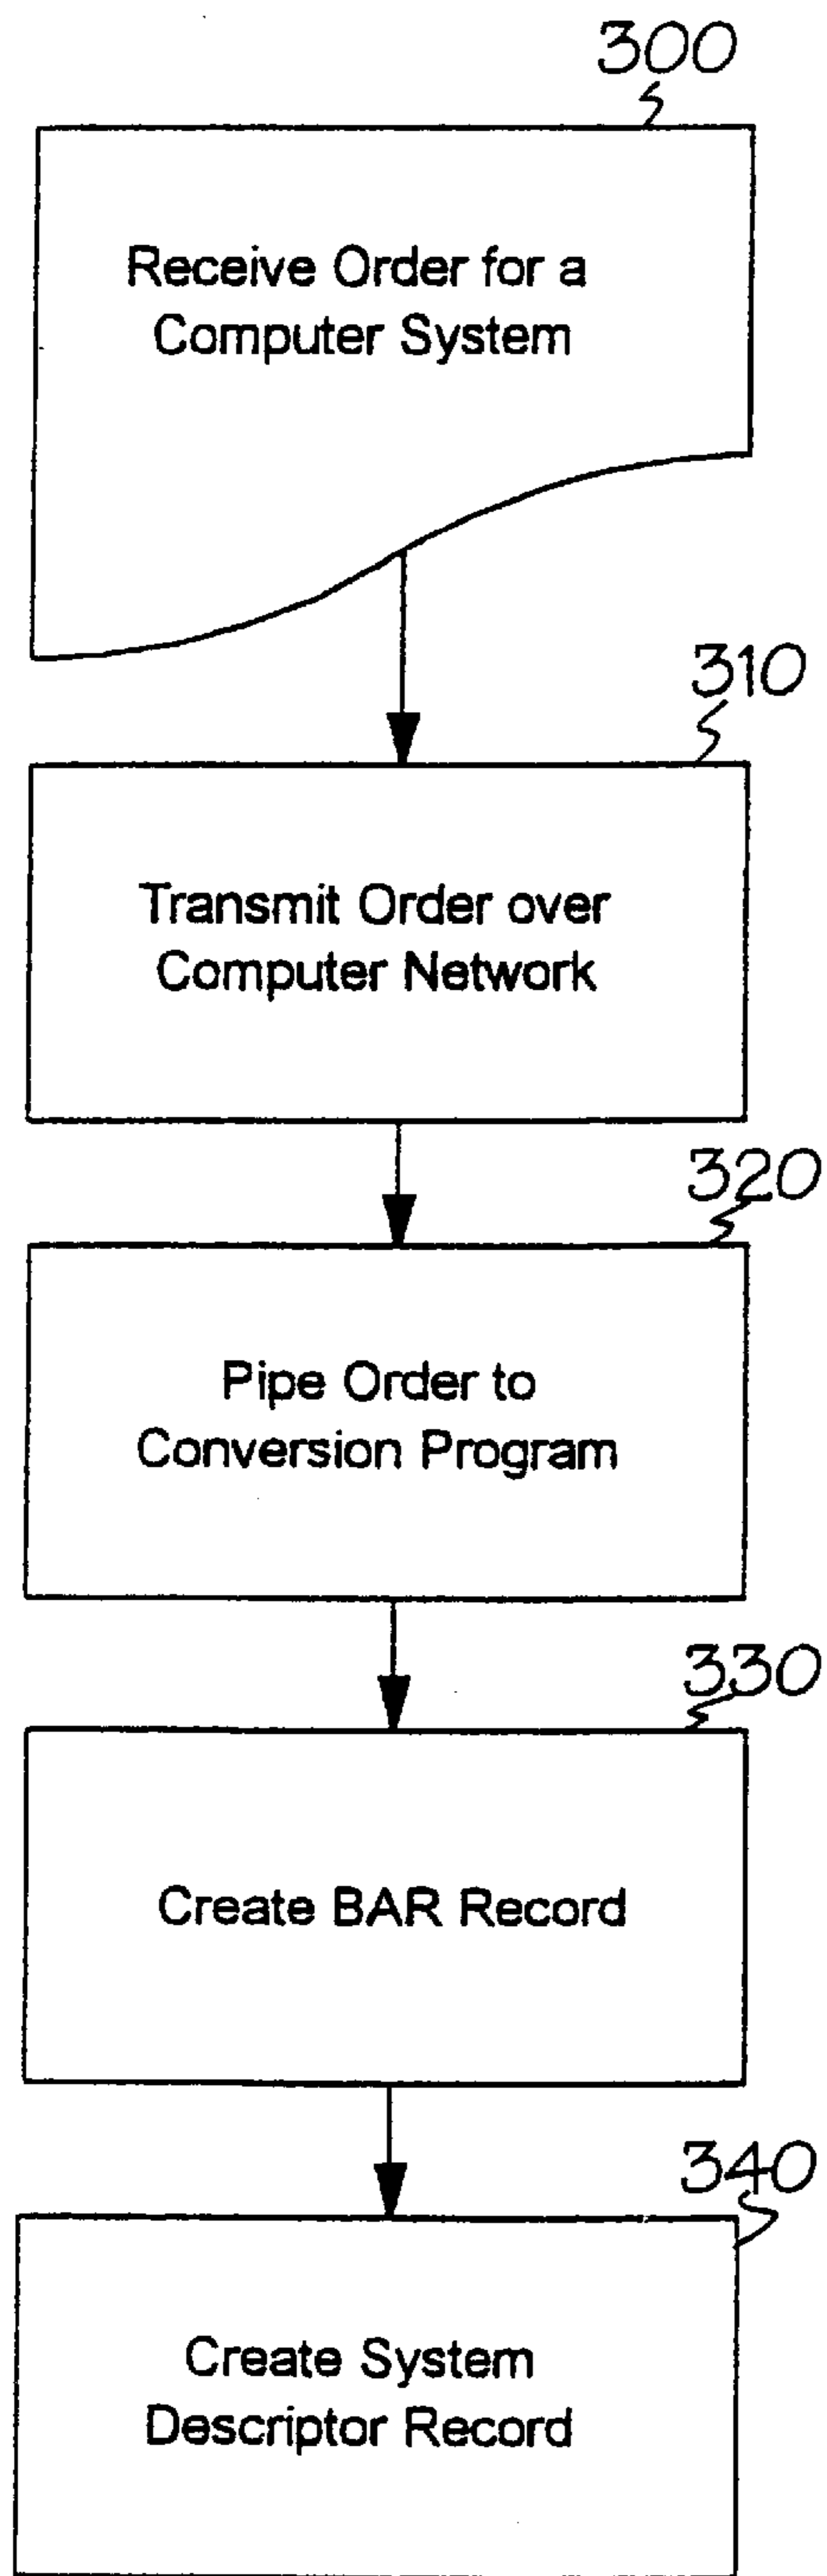 300
Receive Order for a
Computer System
310
Transmit Order over
Computer Network
320
Pipe Order to
Conversion Program
330
Create BAR Record
340
Create System
Descriptor Record